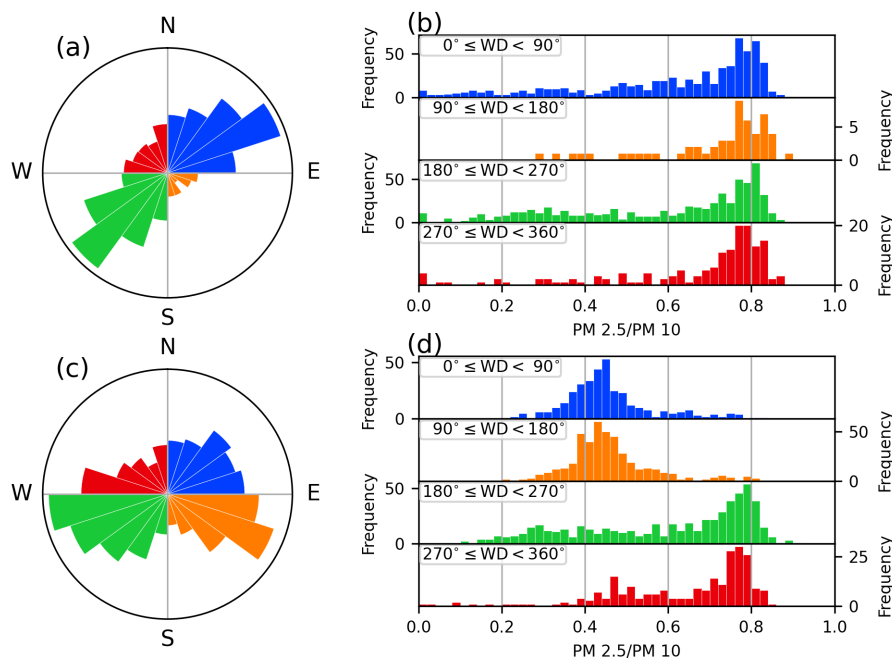 (a)
N
W
E
S
(b)
Frequency
50
0
0° ≤ WD < 90°
90° ≤ WD < 180°
5
0
Frequency
Frequency
50
0
180° ≤ WD < 270°
270° ≤ WD < 360°
20
0
Frequency
0.0 0.2 0.4 0.6 0.8 1.0
PM 2.5/PM 10
(c)
N
W
E
S
(d)
Frequency
50
0
0° ≤ WD < 90°
90° ≤ WD < 180°
50
0
Frequency
Frequency
50
0
180° ≤ WD < 270°
270° ≤ WD < 360°
25
0
Frequency
0.0 0.2 0.4 0.6 0.8 1.0
PM 2.5/PM 10